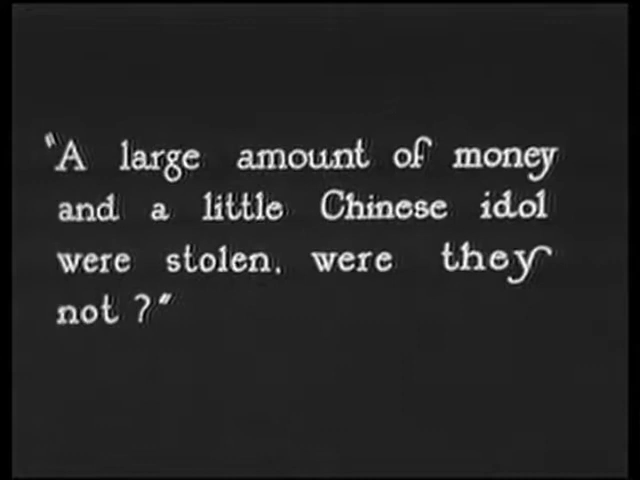 "A large amount of money
and a little Chinese idol
were stolen, were they
not?"